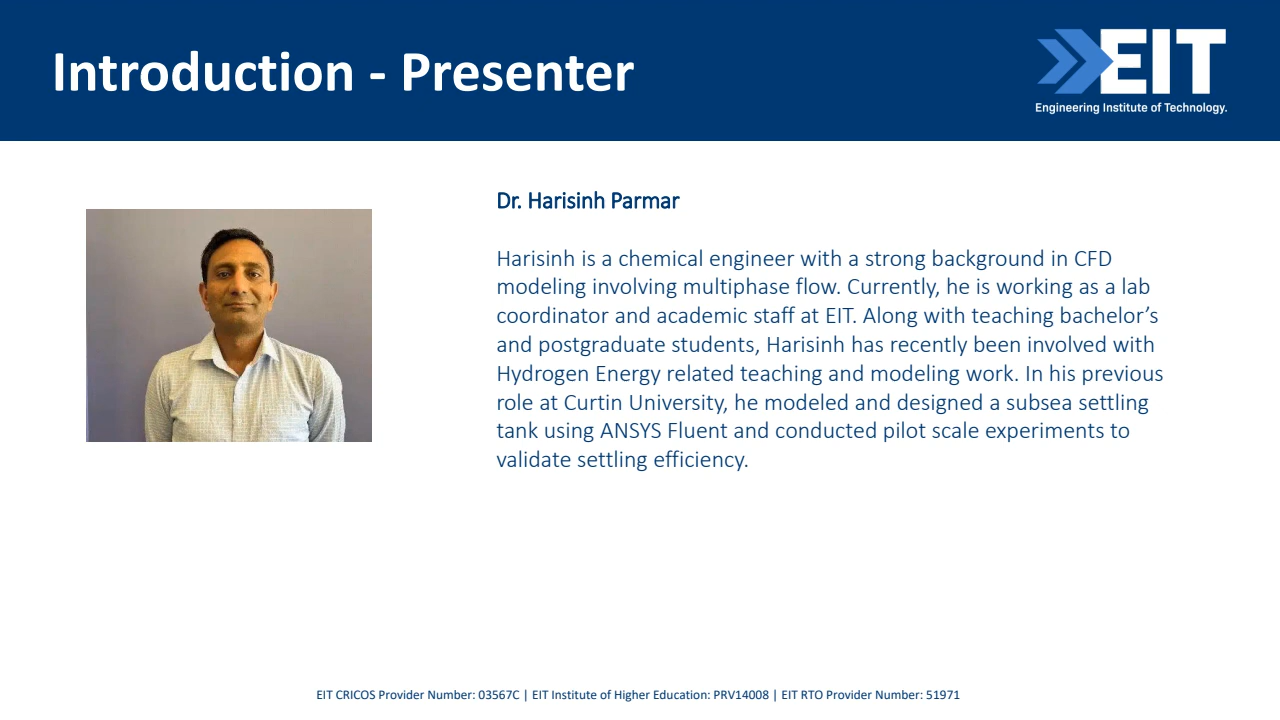 Introduction - Presenter
EIT
Engineering Institute of Technology.
Dr. Harisinh Parmar
Harisinh is a chemical engineer with a strong background in CFD
modeling involving multiphase flow. Currently, he is working as a lab
coordinator and academic staff at EIT. Along with teaching bachelor’s
and postgraduate students, Harisinh has recently been involved with
Hydrogen Energy related teaching and modeling work. In his previous
role at Curtin University, he modeled and designed a subsea settling
tank using ANSYS Fluent and conducted pilot scale experiments to
validate settling efficiency.
EIT CRICOS Provider Number: 03567C | EIT Institute of Higher Education: PRV14008 | EIT RTO Provider Number: 51971